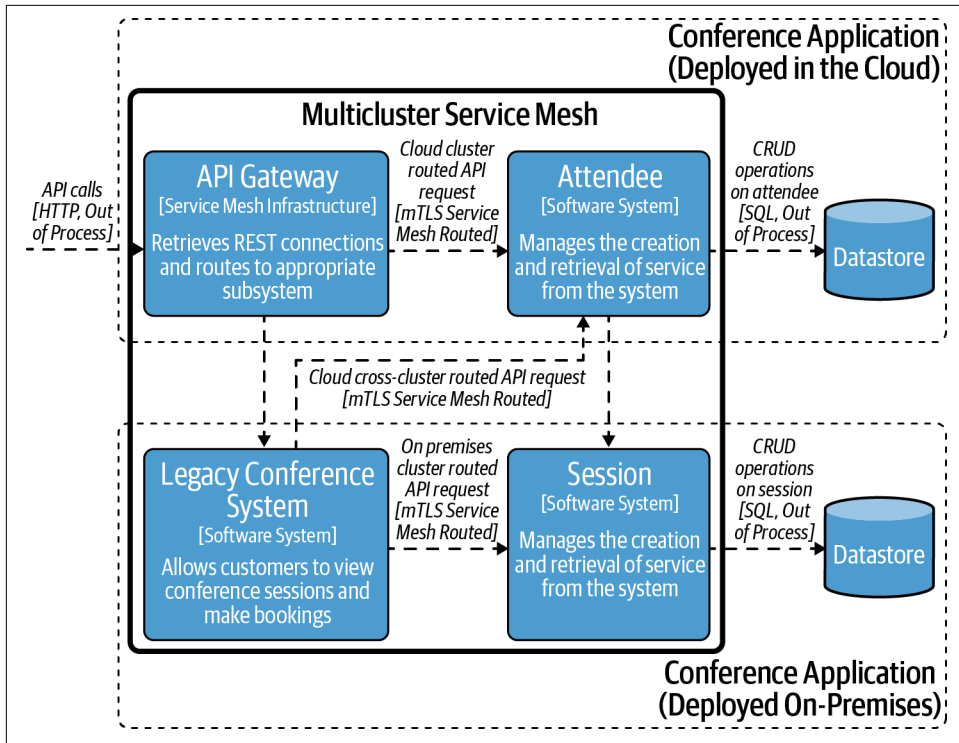 Conference Application
(Deployed in the Cloud)
Multicluster Service Mesh
API calls
[HTTP, Out
of Process]
API Gateway
[Service Mesh Infrastructure]
Retrieves REST connections
and routes to appropriate
subsystem
Cloud cluster
routed API
request
[mTLS Service
Mesh Routed]
Attendee
[Software System]
Manages the creation
and retrieval of service
from the system
CRUD
operations
on attendee
[SQL, Out
of Process]
Datastore
Cloud cross-cluster routed API request
[mTLS Service Mesh Routed]
Legacy Conference
System
[Software System]
Allows customers to view
conference sessions and
make bookings
On premises
cluster routed
API request
[mTLS Service
Mesh Routed]
Session
[Software System]
Manages the creation
and retrieval of service
from the system
CRUD
operations
on session
[SQL, Out
of Process]
Datastore
Conference Application
(Deployed On-Premises)